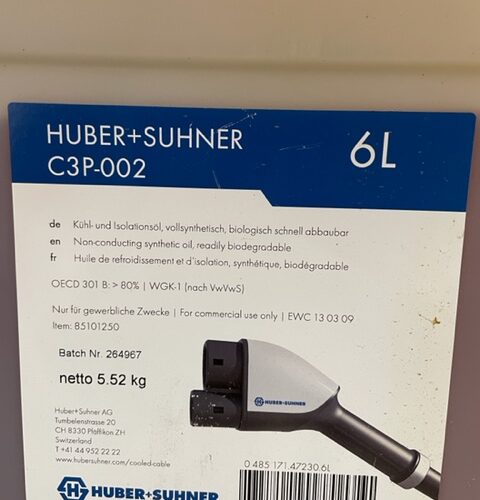 HUBER+SUHNER
C3P-002
6L
de Kühl- und Isolationsöl, vollsynthetisch, biologisch schnell abbaubar
en Non-conducting synthetic oil, readily biodegradable
fr Huile de refroidissement et d'isolation, synthétique, biodégradable
OECD 301 B: > 80% | WGK-1 (nach VwVwS)
Nur für gewerbliche Zwecke | For commercial use only | EWC 13 03 09
Item: 85101250
Batch Nr. 264967
netto 5.52 kg
HUBER+SUHNER
Huber+Suhner AG
Tumbelenstrasse 20
CH 8330 Pfäffikon ZH
Switzerland
T +41 44 952 22 22
www.hubersuhner.com/cooled-cable
0 485 171.47230.6L
HUBER+SUHNER